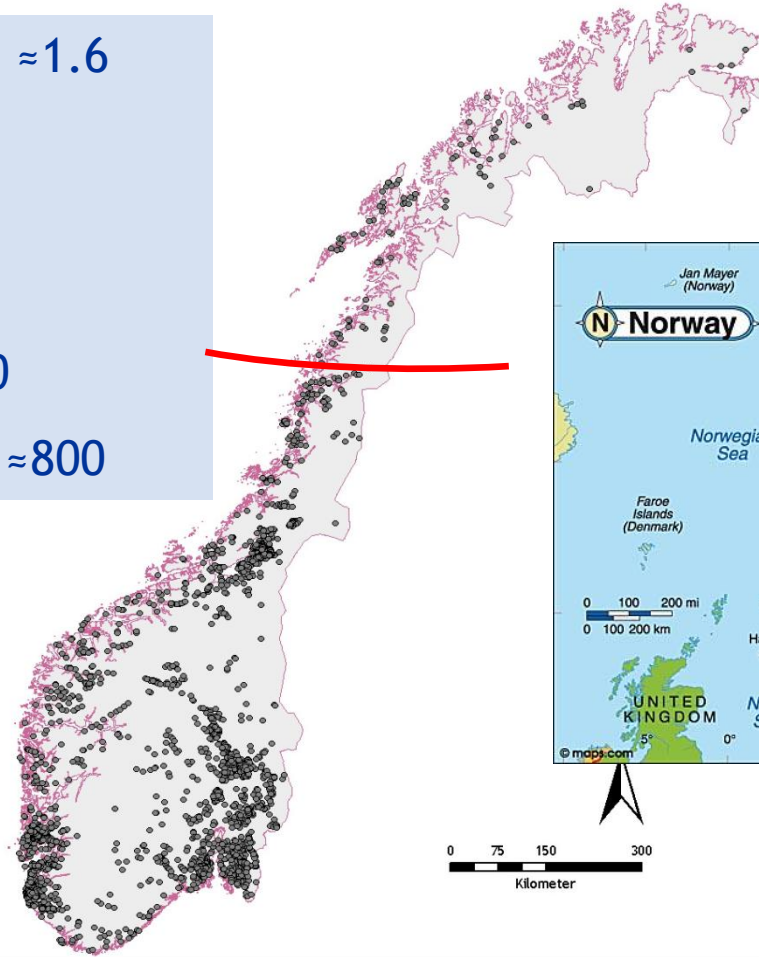 ≈1.6
0
≈800
Jan Mayer
(Norway)
N Norway
Norwegia
Sea
Faroe
Islands
(Denmark)
0 100 200 mi
0 100 200 km
Ha
UNITED
KINGDOM
N
S
5°
0°
© maps.com
0 75 150 300
Kilometer